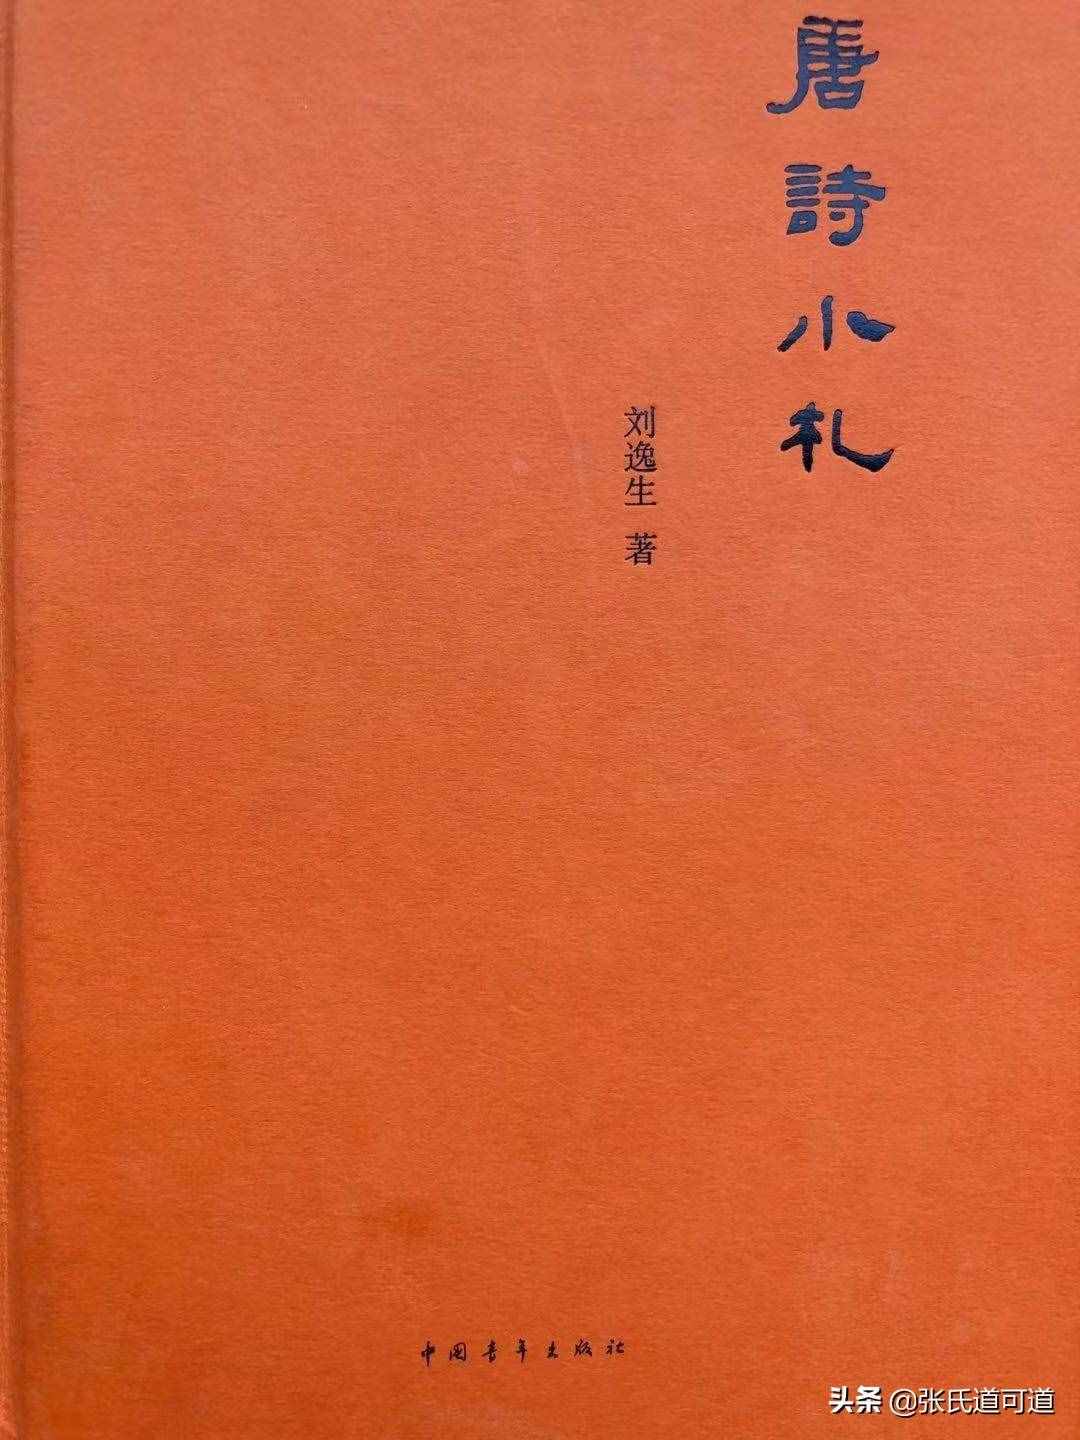 唐詩小札
刘逸生 著
中国青年出版社
头条 @张氏道可道